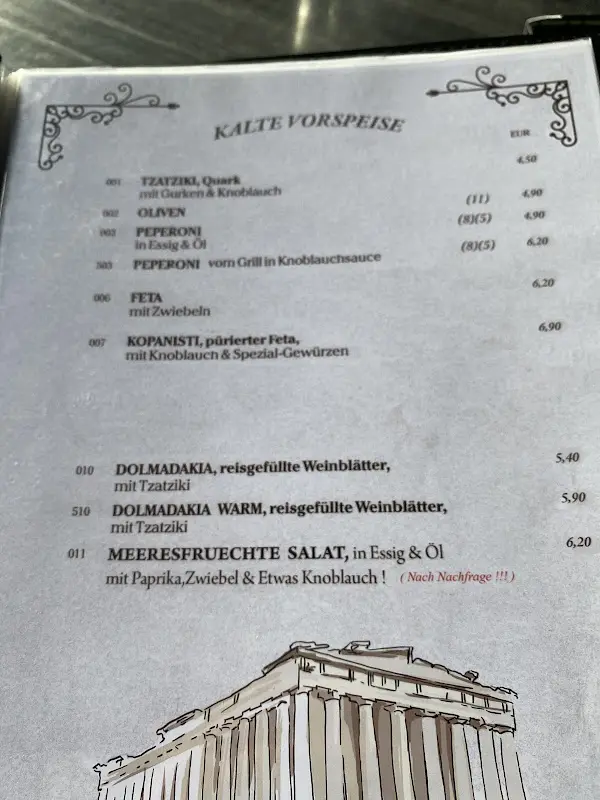 KALTE VORSPEISE
EUR
4,50
001 TZATZIKI, Quark
mit Gurken & Knoblauch
(11) 4,90
002 OLIVEN
(8)(5) 4,90
003 PEPERONI
in Essig & Öl
(8)(5) 6,20
503 PEPERONI vom Grill in Knoblauchsauce
6,20
006 FETA
mit Zwiebeln
6,90
007 KOPANISTI, pürierter Feta,
mit Knoblauch & Spezial-Gewürzen
010 DOLMADAKIA, reisgefüllte Weinblätter, 5,40
mit Tzatziki
510 DOLMADAKIA WARM, reisgefüllte Weinblätter, 5,90
mit Tzatziki
011 MEERESFRUECHTE SALAT, in Essig & Öl 6,20
mit Paprika,Zwiebel & Etwas Knoblauch ! ( Nach Nachfrage !!! )